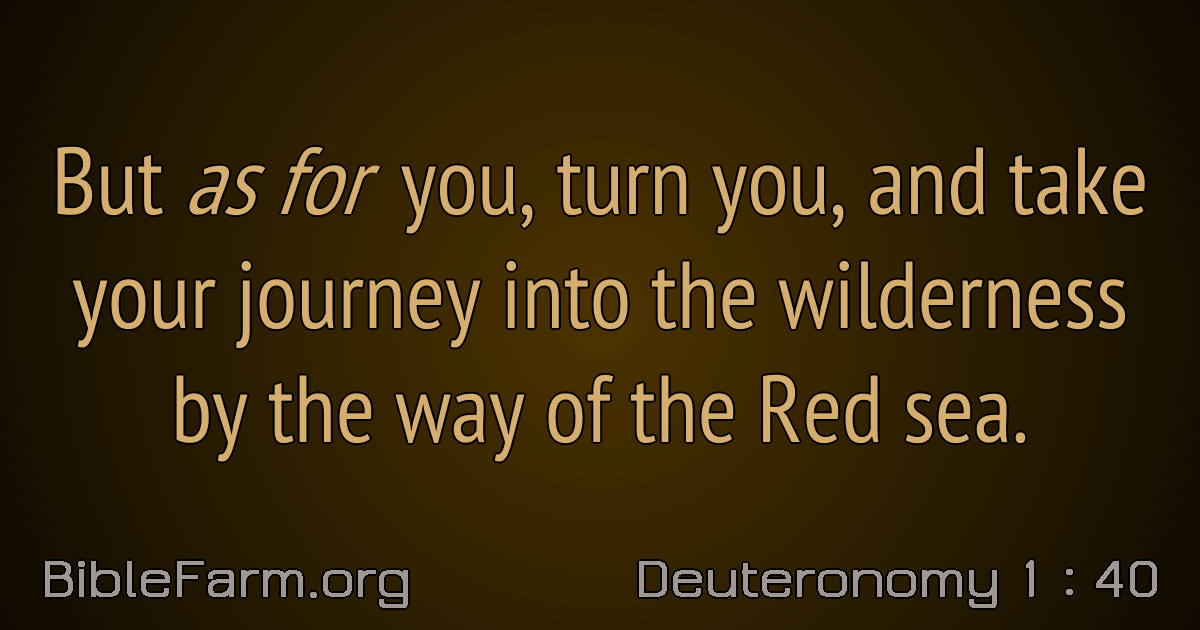 But as for you, turn you, and take
your journey into the wilderness
by the way of the Red sea.
BibleFarm.org
Deuteronomy 1 : 40